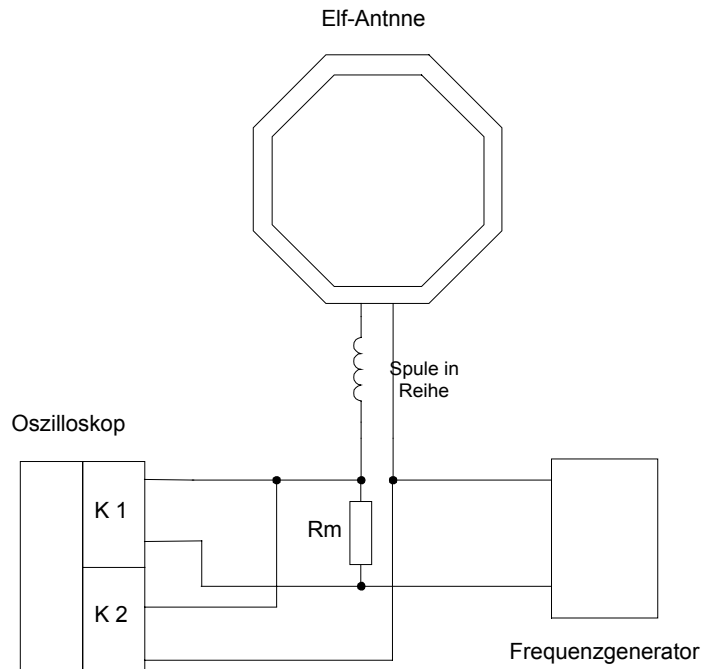 Elf-Antnne
Spule in
Reihe
Oszilloskop
K 1
Rm
K 2
Frequenzgenerator